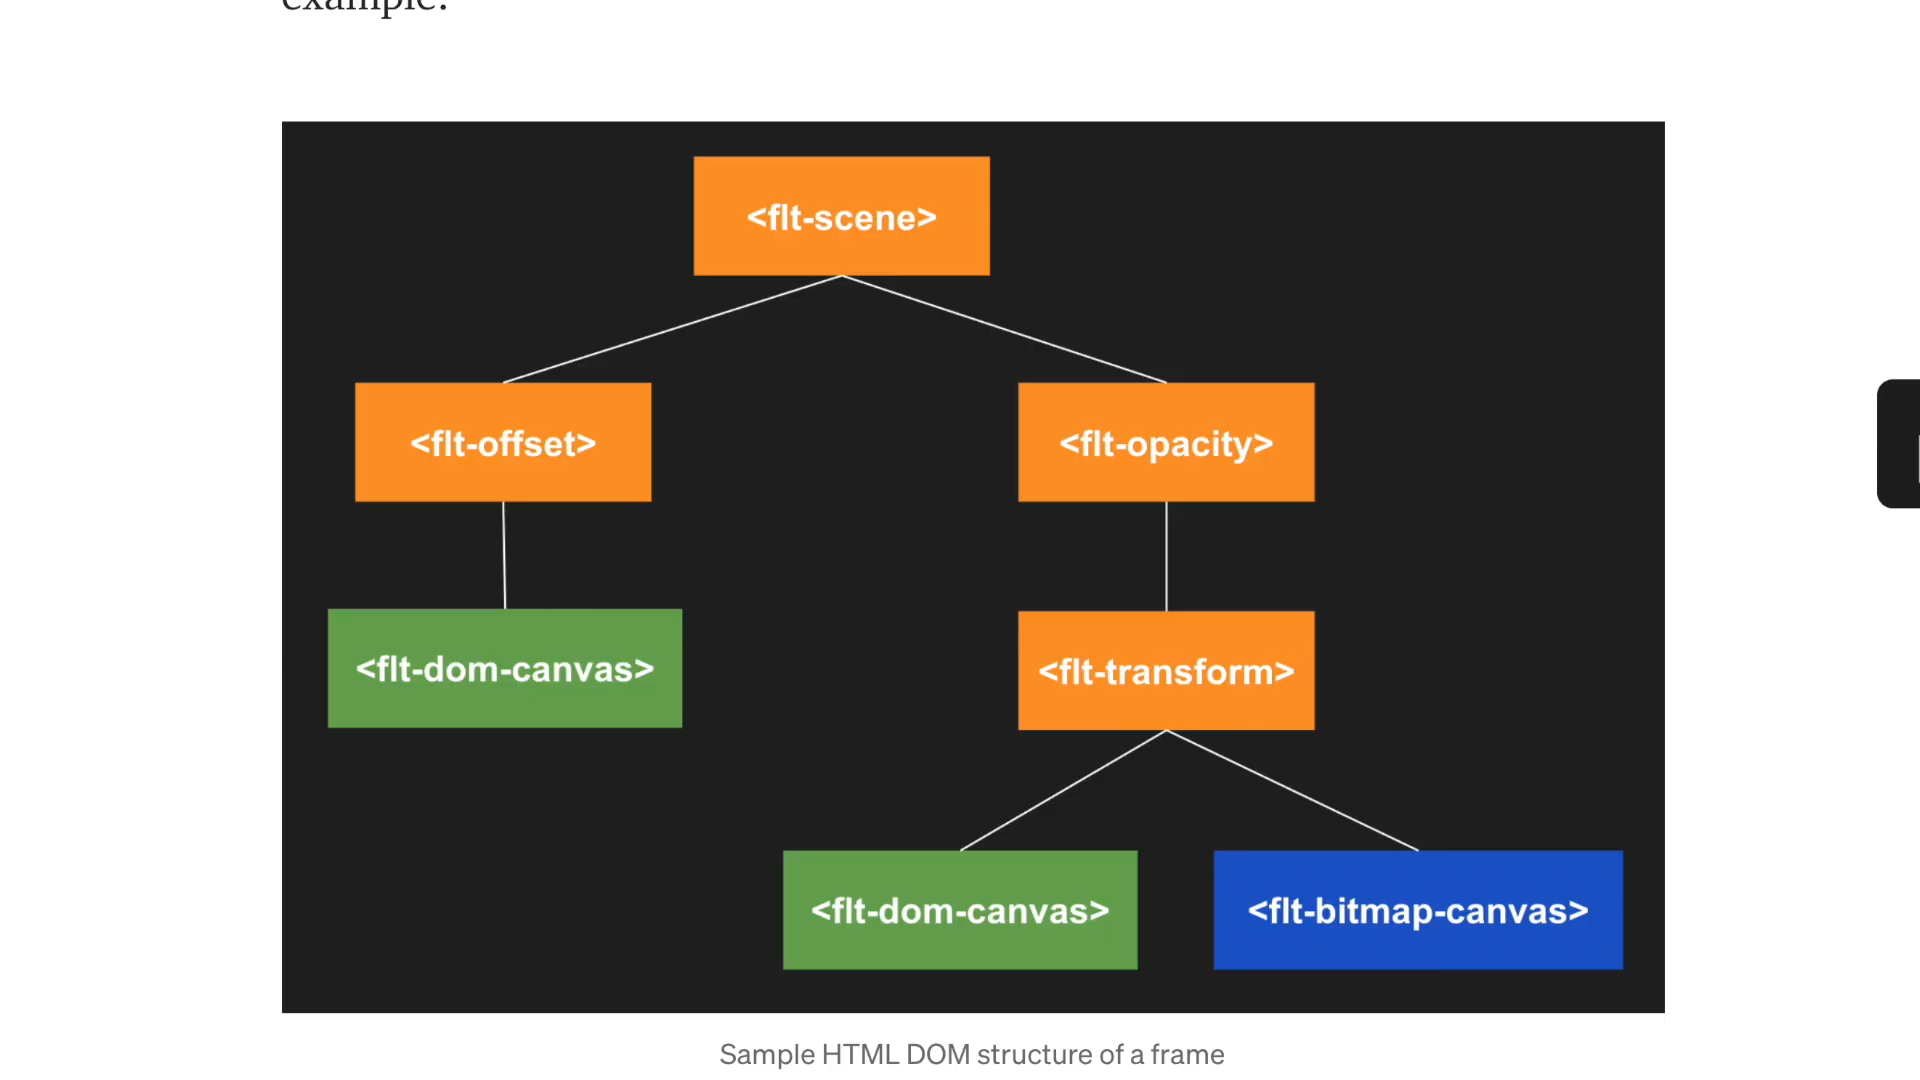 example:
<flt-scene>
<flt-offset>
<flt-opacity>
<flt-dom-canvas>
<flt-transform>
<flt-dom-canvas>
<flt-bitmap-canvas>
Sample HTML DOM structure of a frame